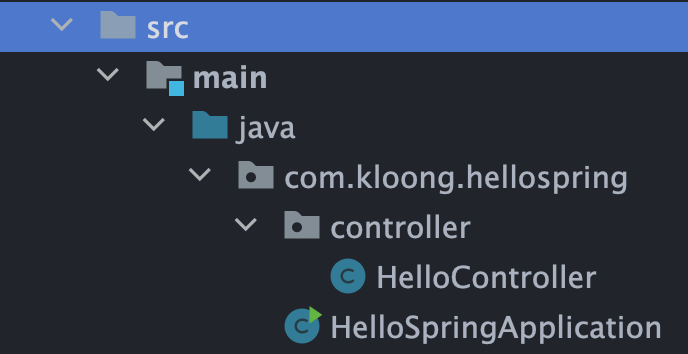 src
main
java
com.kloong.hellospring
controller
C HelloController
C HelloSpringApplication